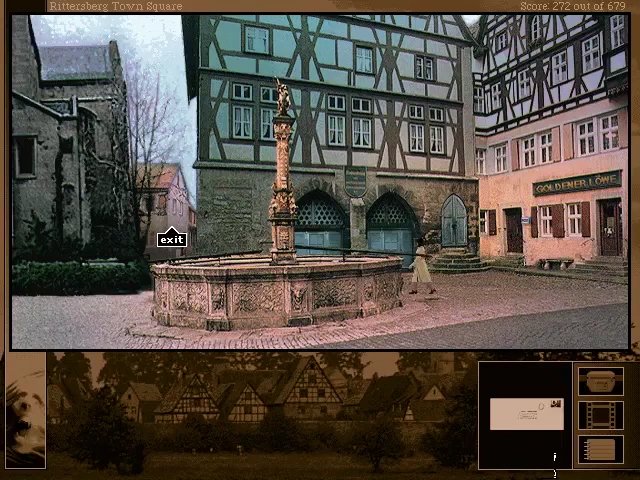 Rittersberg Town Square
Score: 272 out of 679
GOLDENER LÖWE
exit